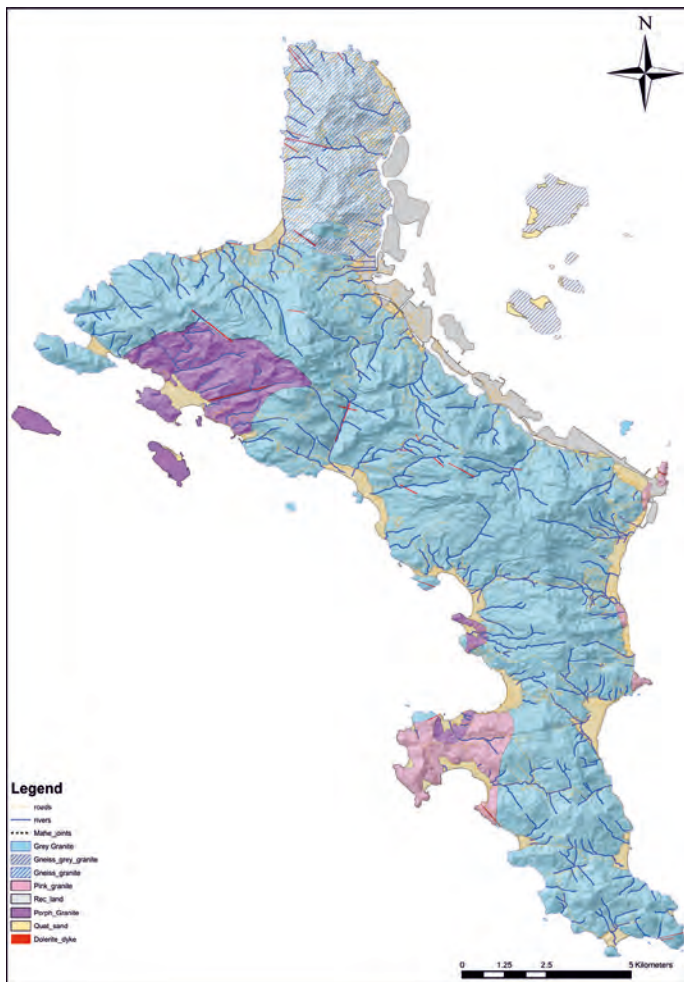 N
Legend
roads
rivers
Mahe_joints
Grey Granite
Gneiss_grey_granite
Gneiss_granite
Pink_granite
Rec_land
Porph_Granite
Quat_sand
Dolerite_dyke
0 1.25 2.5 5 Kilometers